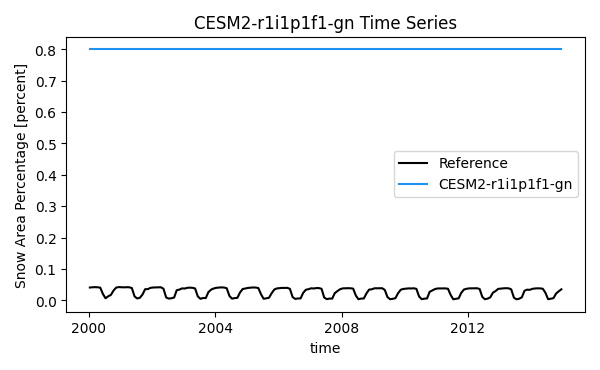 CESM2-r1i1p1f1-gn Time Series
Snow Area Percentage [percent]
0.8
0.7
0.6
0.5
0.4
0.3
0.2
0.1
0.0
Reference
CESM2-r1i1p1f1-gn
2000 2004 2008 2012
time